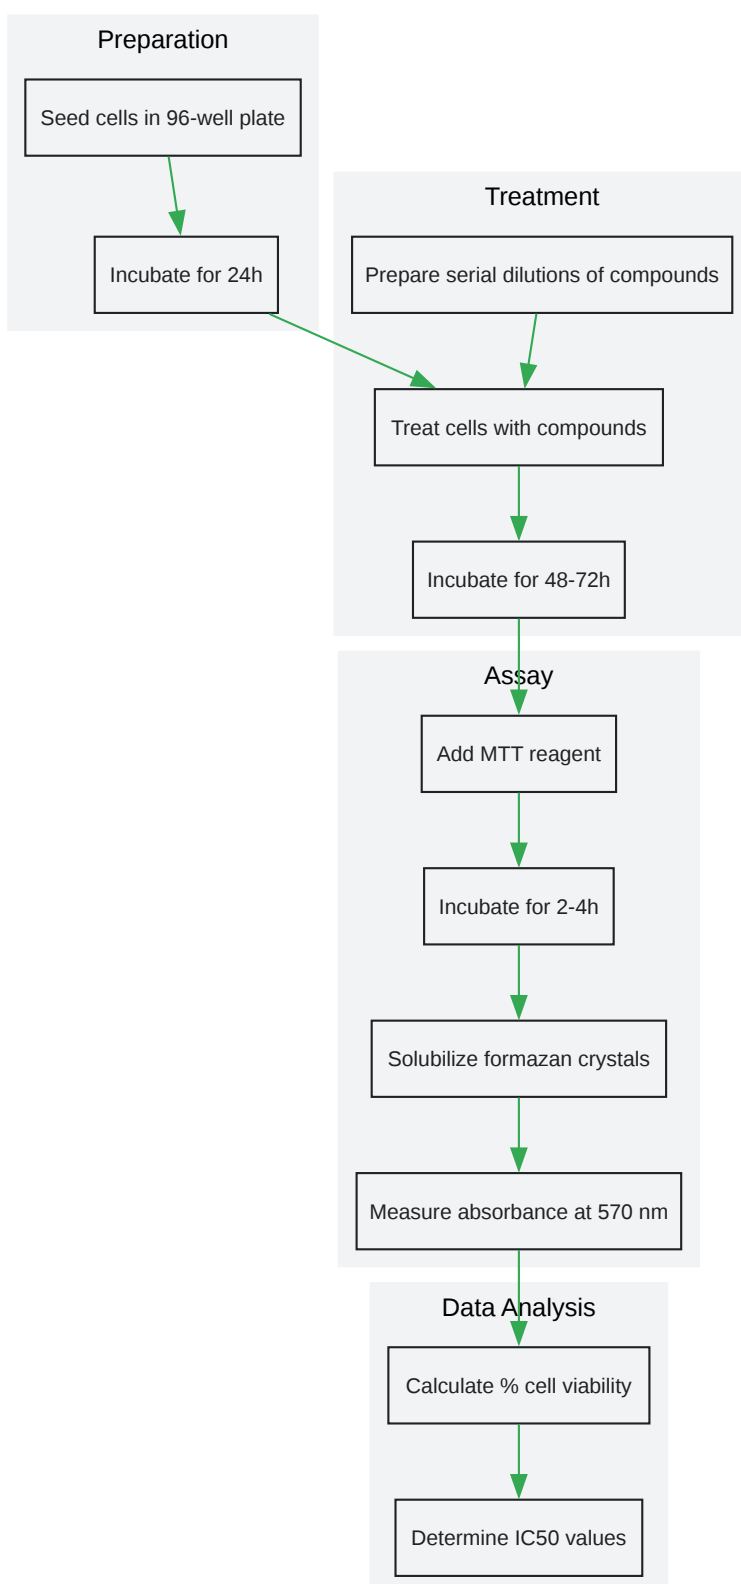 Preparation
Seed cells in 96-well plate
Incubate for 24h
Treatment
Prepare serial dilutions of compounds
Treat cells with compounds
Incubate for 48-72h
Assay
Add MTT reagent
Incubate for 2-4h
Solubilize formazan crystals
Measure absorbance at 570 nm
Data Analysis
Calculate % cell viability
Determine IC50 values